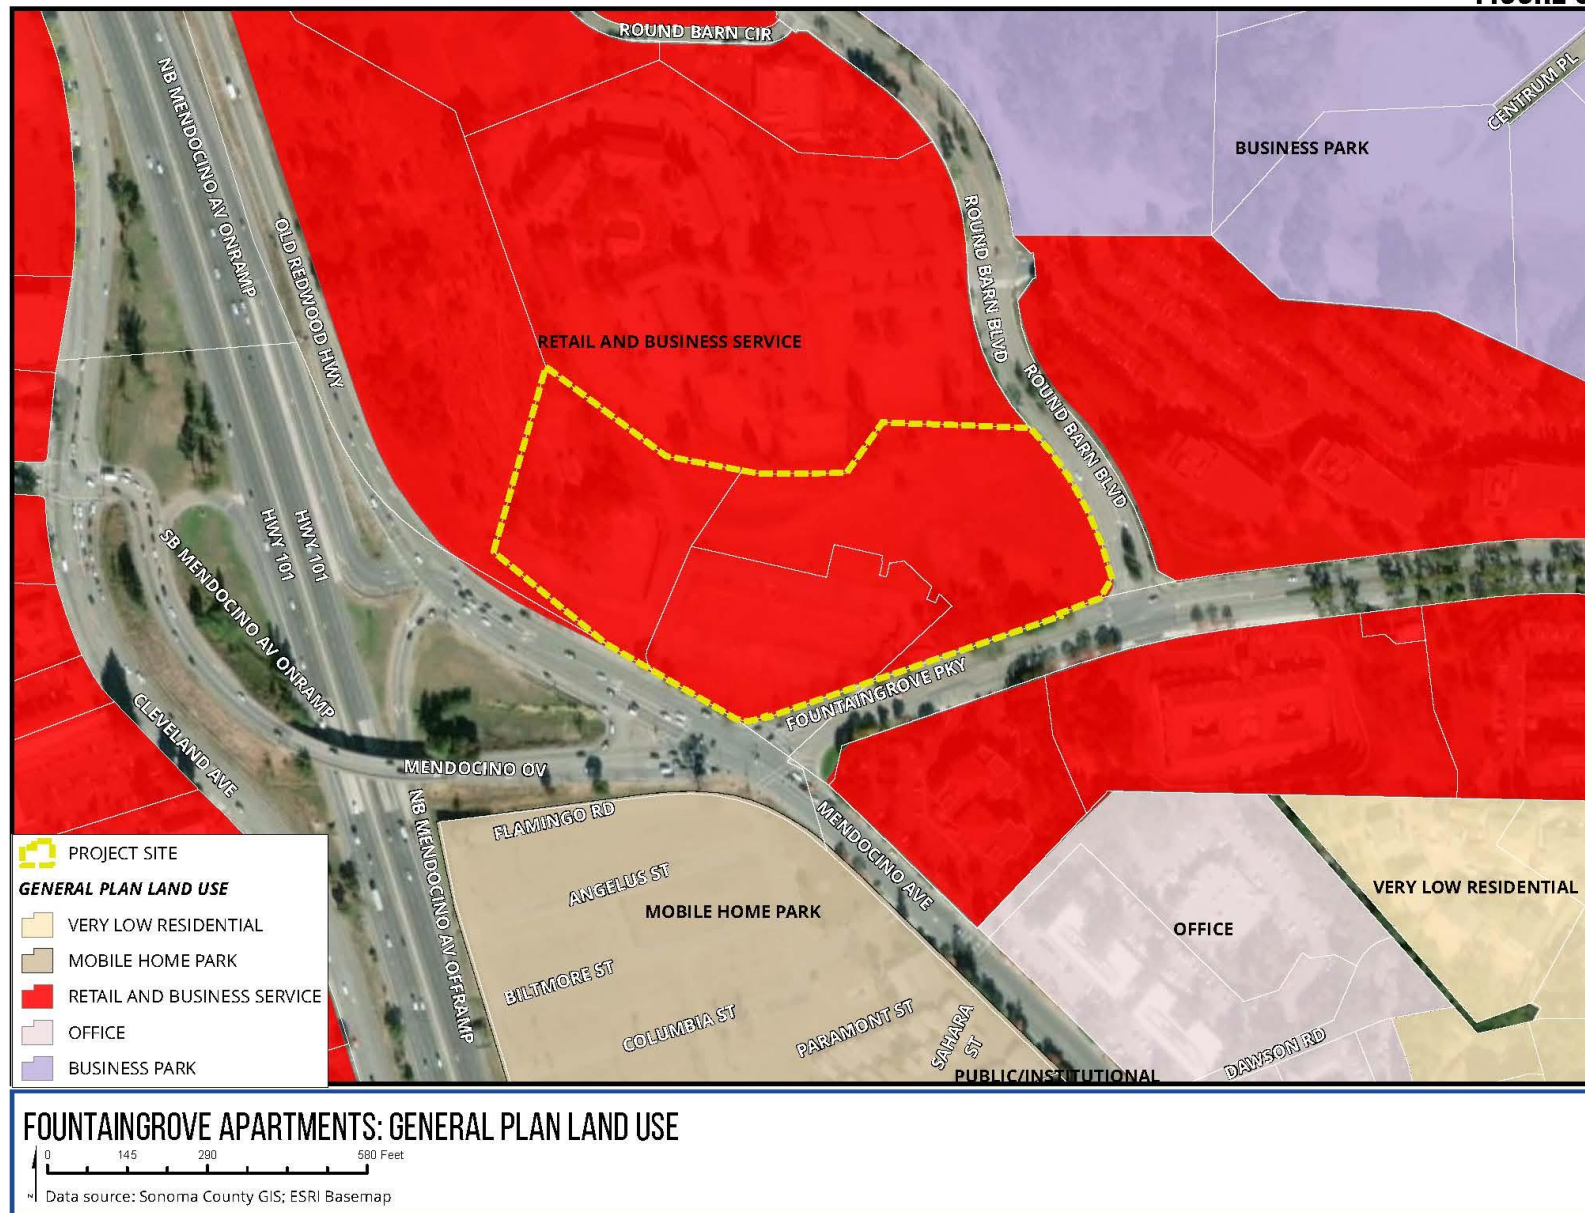 ROUND BARN CIR
CENTRUM PL
NB MENDOCINO AV ONRAMP
BUSINESS PARK
OLD REDWOOD HWY
ROUND BARN BLVD
RETAIL AND BUSINESS SERVICE
ROUND BARN BLVD
HWY 101
HWY 101
SB MENDOCINO AV ONRAMP
FOUNTAINGROVE PKY
CLEVELAND AVE
MENDOCINO OV
NB MENDOCINO AV OFFRAMP
FLAMINGO RD
MENDOCINO AVE
ANGELUS ST
MOBILE HOME PARK
VERY LOW RESIDENTIAL
OFFICE
BILTMORE ST
COLUMBIA ST
PARAMONT ST
SAHARA
ST
DAWSON RD
PUBLIC/INSTITUTIONAL
PROJECT SITE
GENERAL PLAN LAND USE
VERY LOW RESIDENTIAL
MOBILE HOME PARK
RETAIL AND BUSINESS SERVICE
OFFICE
BUSINESS PARK
FOUNTAINGROVE APARTMENTS: GENERAL PLAN LAND USE
0 145 290 580 Feet
N
Data source: Sonoma County GIS; ESRI Basemap